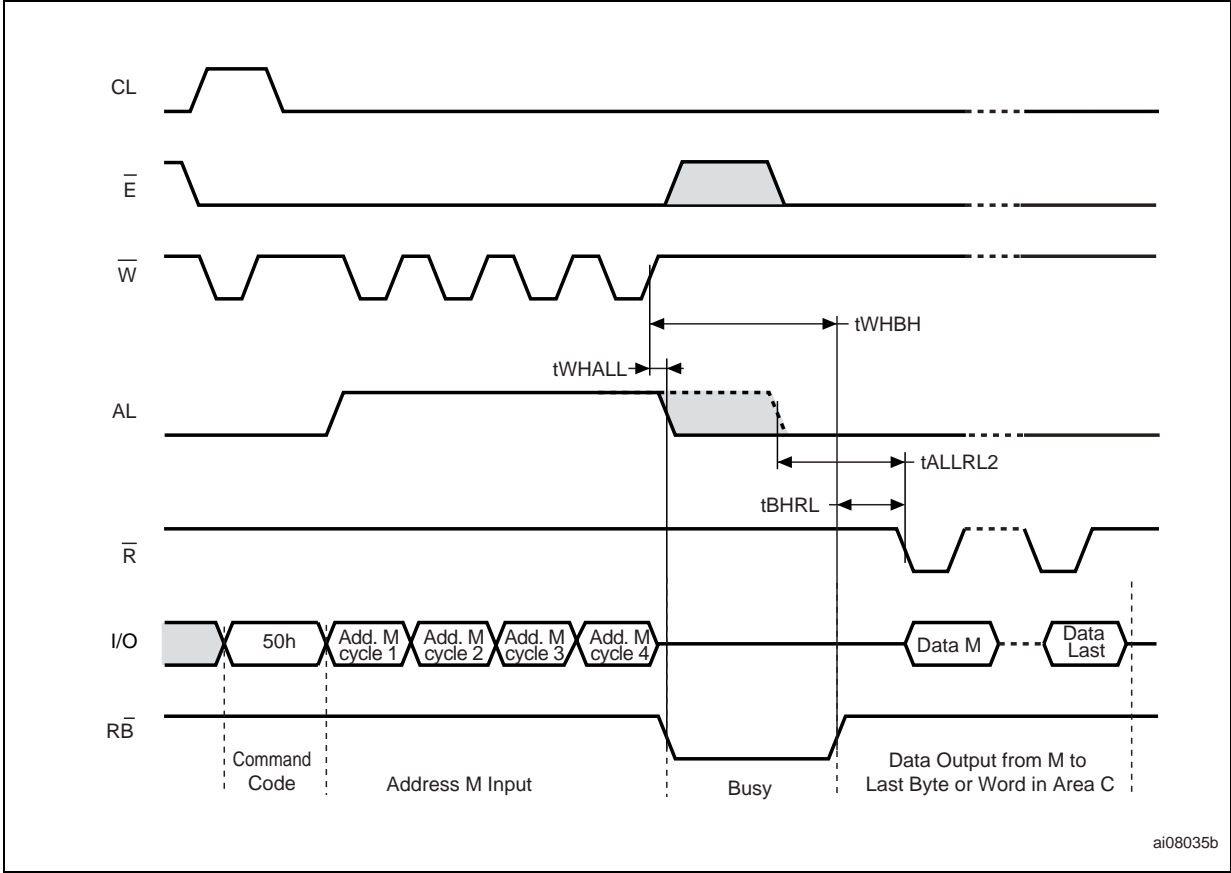 CL
E
W
tWHBH
tWHALL
AL
tALLRL2
tBHRL
R
I/O
50h
Add. M
cycle 1
Add. M
cycle 2
Add. M
cycle 3
Add. M
cycle 4
Data M
Data
Last
RB
Command
Code
Address M Input
Busy
Data Output from M to
Last Byte or Word in Area C
ai08035b